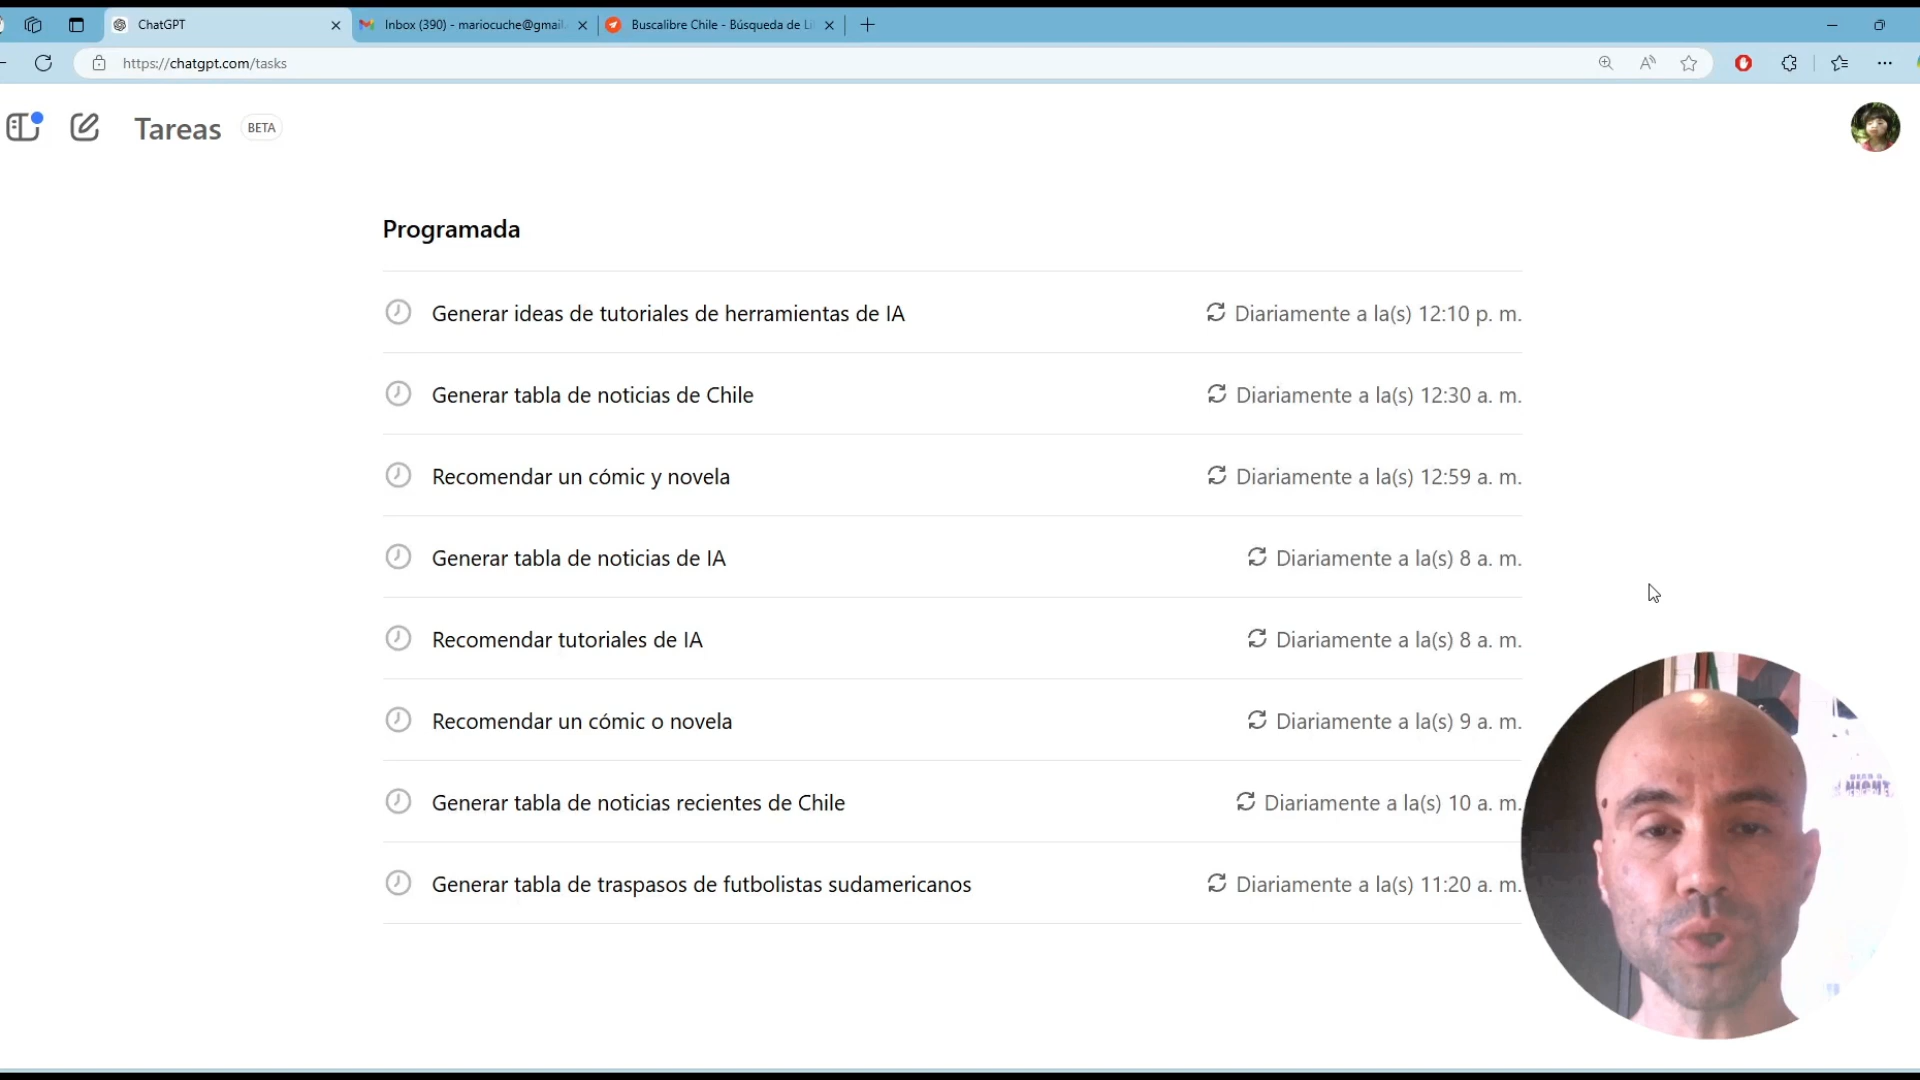 ChatGPT
Inbox (390) - mariocuche@gmail.
Buscalibre Chile - Búsqueda de Li
https://chatgpt.com/tasks
Tareas BETA
Programada
Generar ideas de tutoriales de herramientas de IA Diariamente a la(s) 12:10 p. m.
Generar tabla de noticias de Chile Diariamente a la(s) 12:30 a. m.
Recomendar un cómic y novela Diariamente a la(s) 12:59 a. m.
Generar tabla de noticias de IA Diariamente a la(s) 8 a. m.
Recomendar tutoriales de IA Diariamente a la(s) 8 a. m.
Recomendar un cómic o novela Diariamente a la(s) 9 a. m.
Generar tabla de noticias recientes de Chile Diariamente a la(s) 10 a. m.
Generar tabla de traspasos de futbolistas sudamericanos Diariamente a la(s) 11:20 a. m.